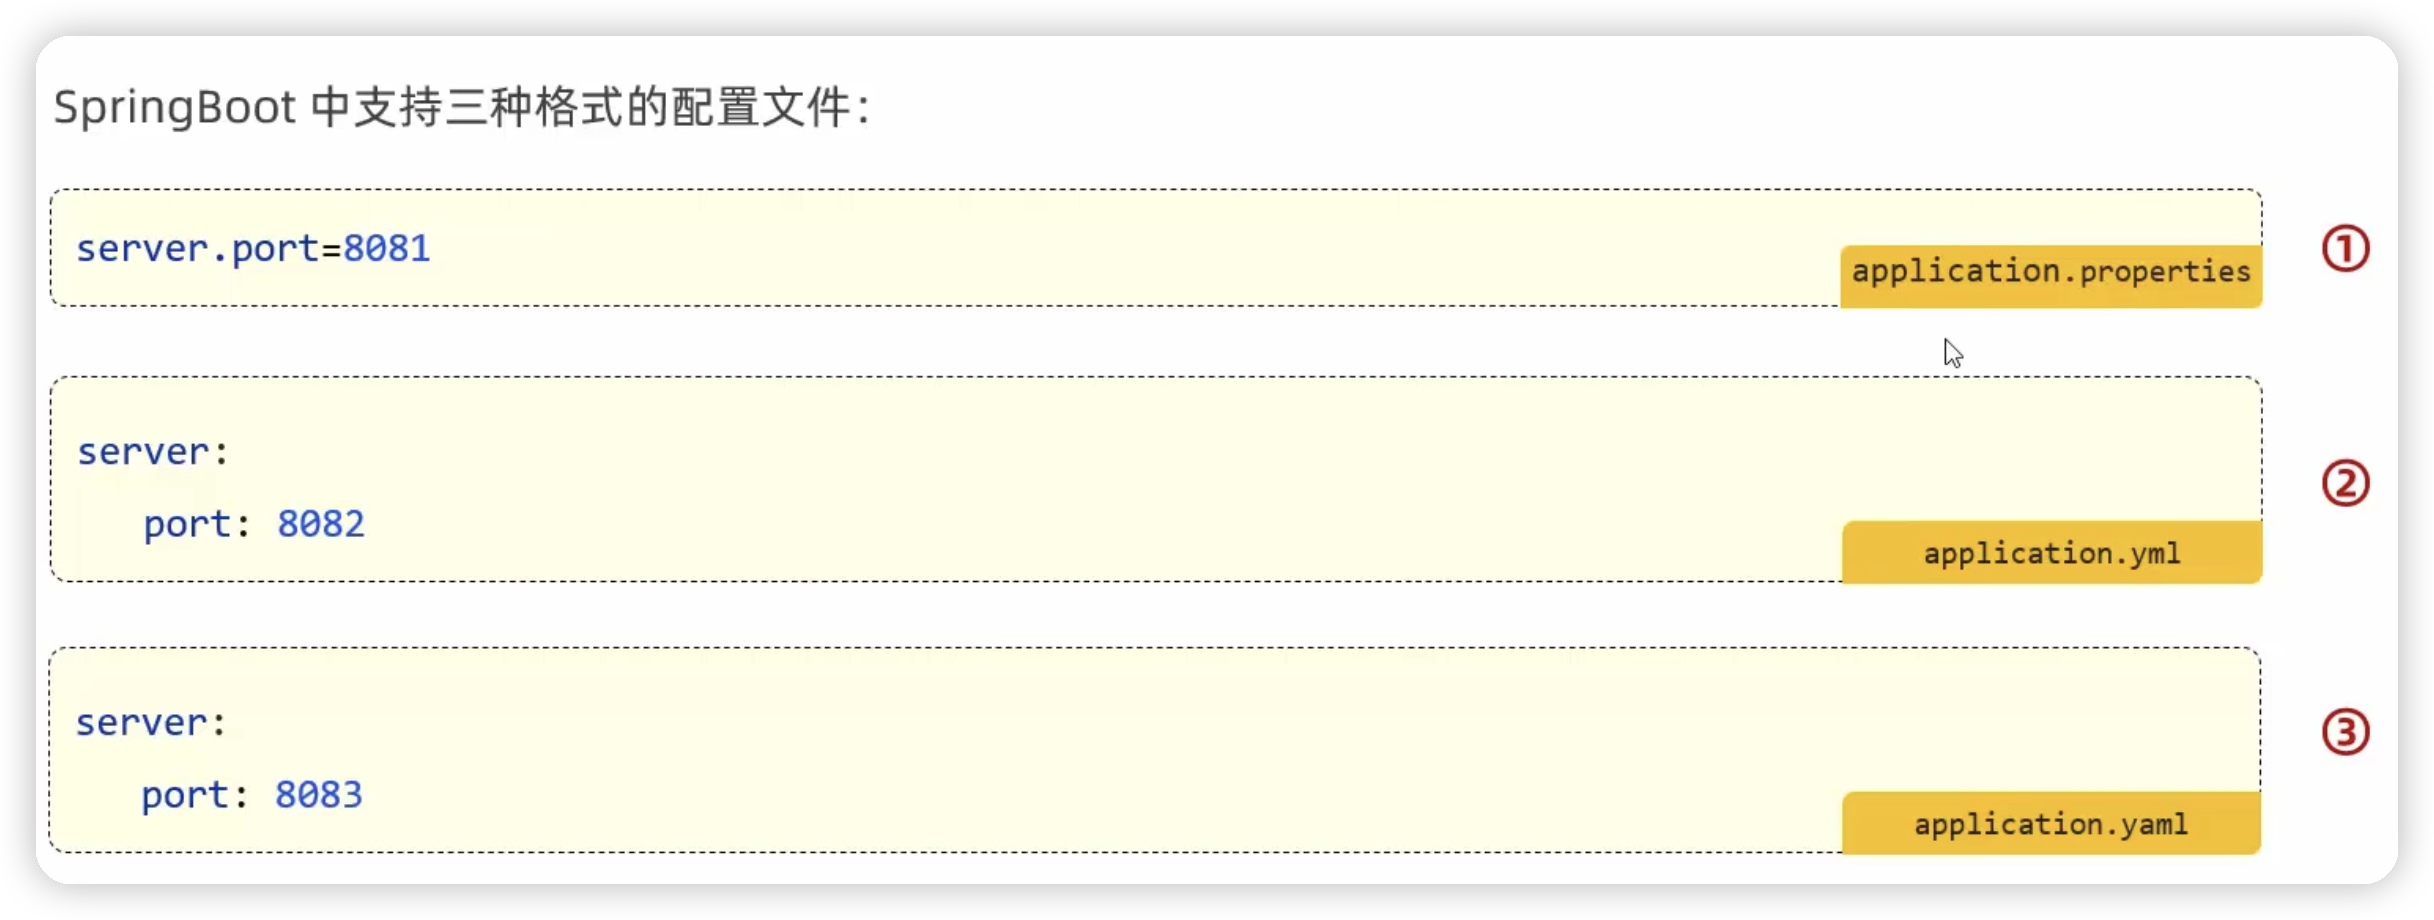 SpringBoot 中支持三种格式的配置文件：
server.port=8081
application.properties
①
server:
port: 8082
application.yml
②
server:
port: 8083
application.yaml
③